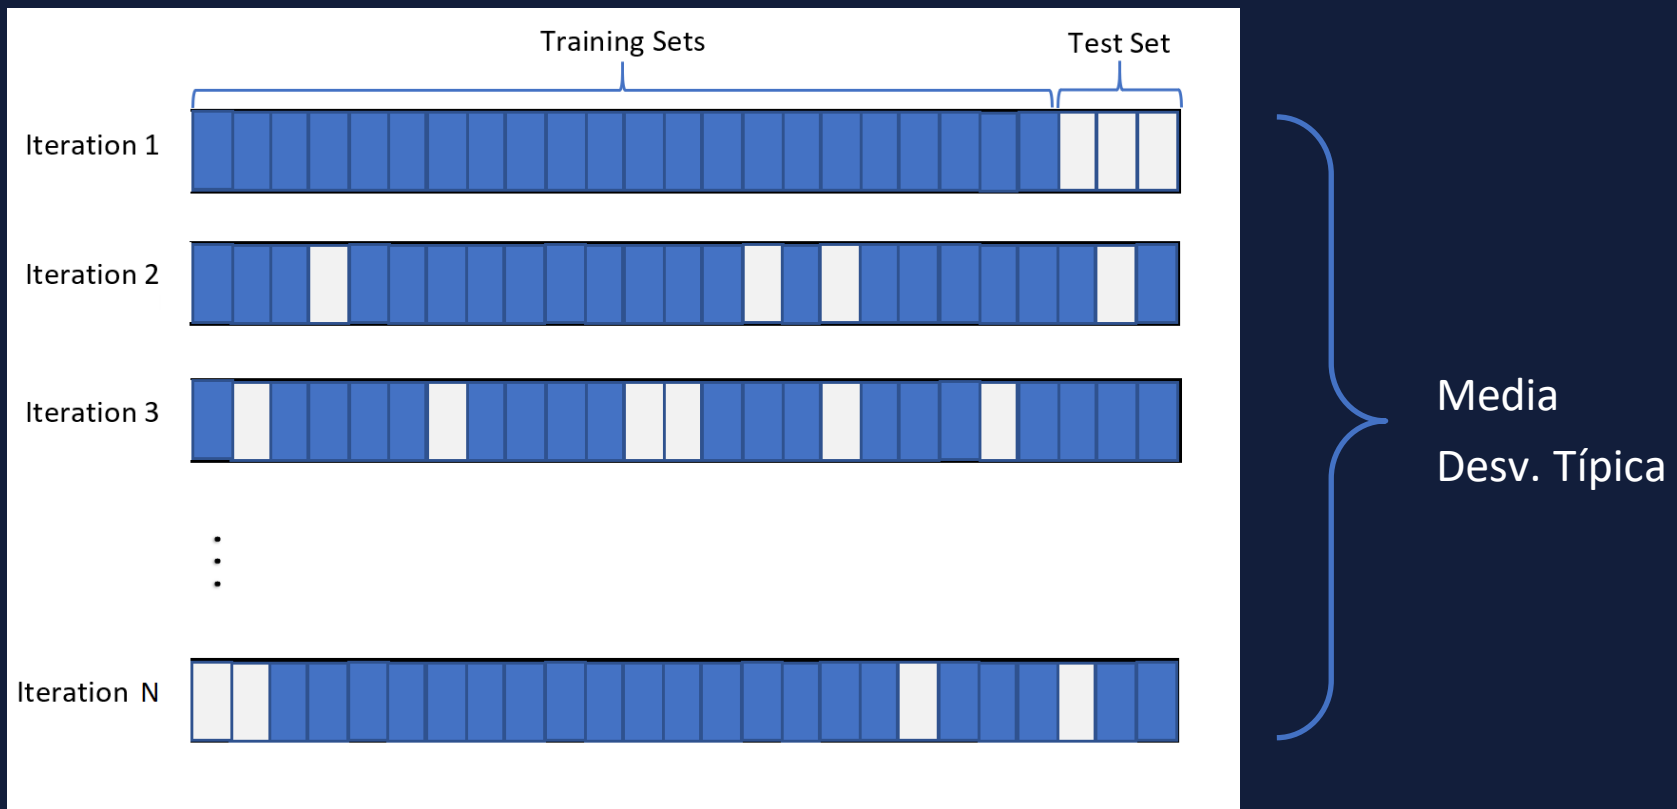 Training Sets
Test Set
Iteration 1
Iteration 2
Iteration 3
Iteration N
Media
Desv. Típica